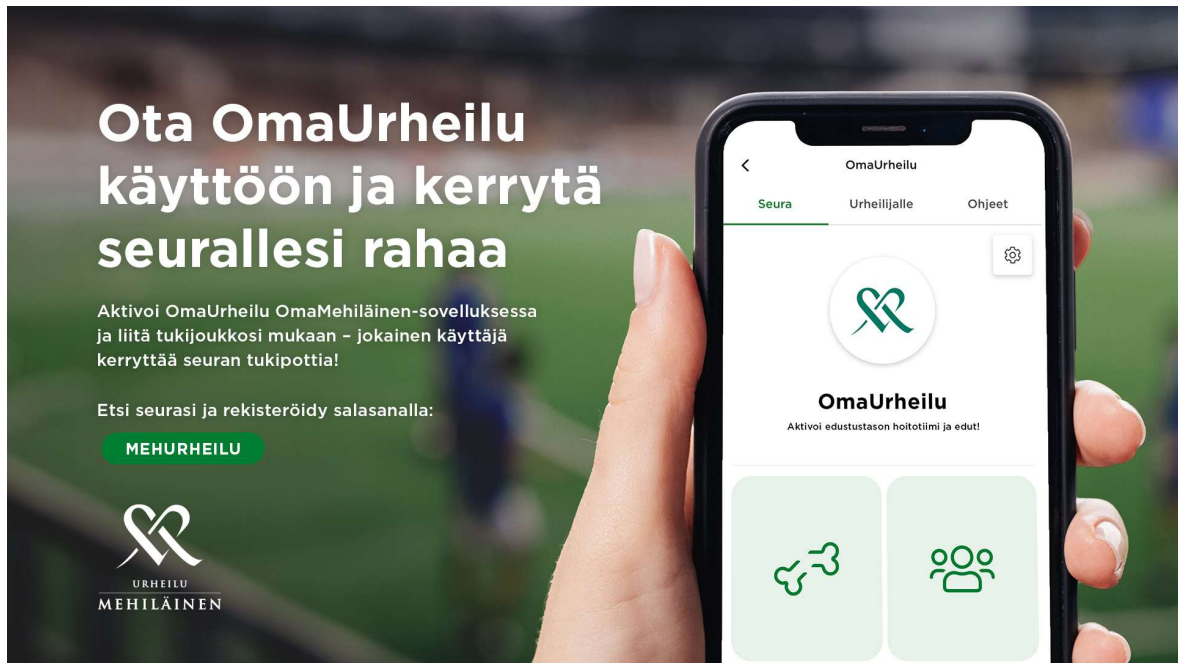 Ota OmaUrheilu
käyttöön ja kerrytä
seurallesi rahaa
Aktivoi OmaUrheilu OmaMehiläinen-sovelluksessa
ja liitä tukijoukkosi mukaan – jokainen käyttäjä
kerryttää seuran tukipottia!
Etsi seurasi ja rekisteröidy salasanalla:
MEHURHEILU
URHEILU
MEHILÄINEN
OmaUrheilu
Seura Urheilijalle Ohjeet
OmaUrheilu
Aktivoi edustustason hoitotiimi ja edut!